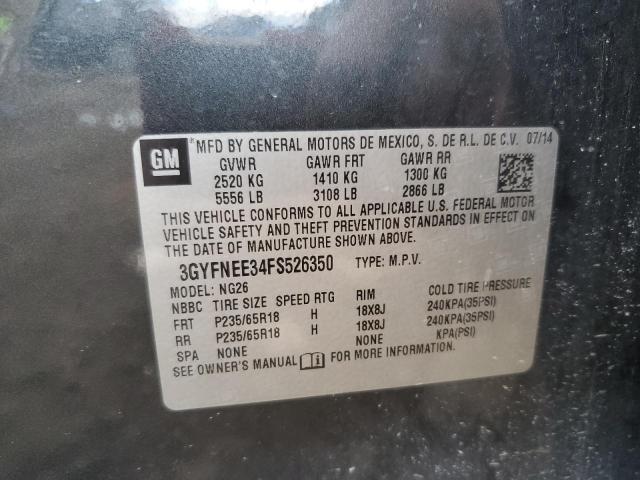 GM
MFD BY GENERAL MOTORS DE MEXICO, S. DE R.L. DE C.V. 07/14
GVWR GAWR FRT GAWR RR
2520 KG 1410 KG 1300 KG
5556 LB 3108 LB 2866 LB
THIS VEHICLE CONFORMS TO ALL APPLICABLE U.S. FEDERAL MOTOR
VEHICLE SAFETY AND THEFT PREVENTION STANDARDS IN EFFECT ON
THE DATE OF MANUFACTURE SHOWN ABOVE.
3GYFNEE34FS526350 TYPE: M.P.V.
MODEL: NG26
NBBC TIRE SIZE SPEED RTG RIM COLD TIRE PRESSURE
FRT P235/65R18 H 18X8J 240KPA(35PSI)
RR P235/65R18 H 18X8J 240KPA(35PSI)
SPA NONE NONE KPA(PSI)
SEE OWNER'S MANUAL FOR MORE INFORMATION.